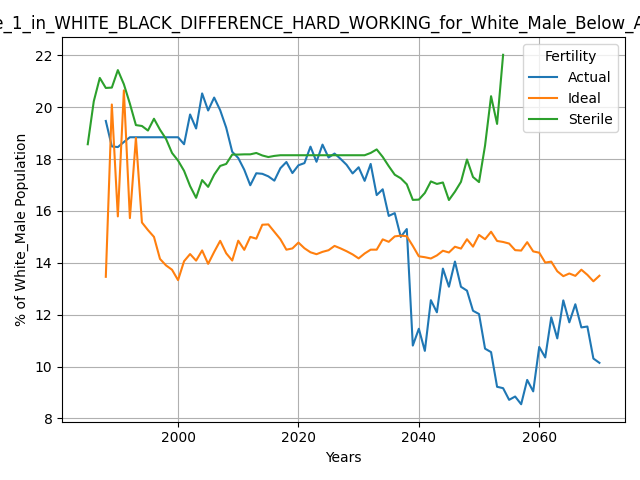 e_1_in_WHITE_BLACK_DIFFERENCE_HARD_WORKING_for_White_Male_Below_A
22
20
18
16
14
12
10
8
% of White_Male Population
Fertility
Actual
Ideal
Sterile
2000
2020
2040
2060
Years